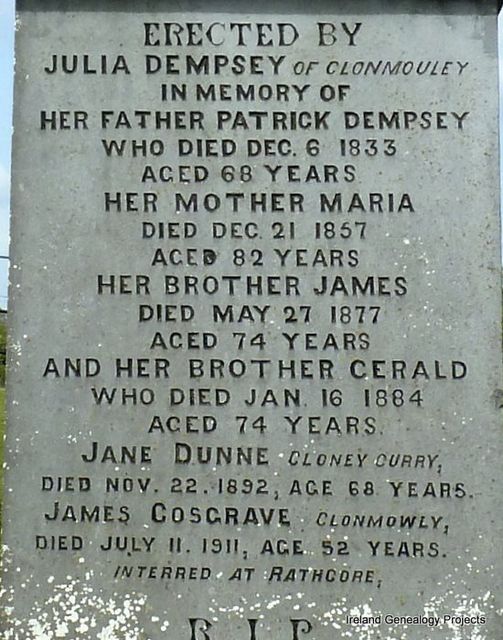 ERECTED BY
JULIA DEMPSEY OF CLONMOULEY
IN MEMORY OF
HER FATHER PATRICK DEMPSEY
WHO DIED DEC. 6 1833
AGED 68 YEARS
HER MOTHER MARIA
DIED DEC. 21 1857
AGED 82 YEARS
HER BROTHER JAMES
DIED MAY 27 1877
AGED 74 YEARS
AND HER BROTHER GERALD
WHO DIED JAN. 16 1884
AGED 74 YEARS.
JANE DUNNE CLONEY CURRY,
DIED NOV. 22. 1892, AGE 68 YEARS.
JAMES COSGRAVE CLONMOWLY,
DIED JULY 11. 1911, AGE 52 YEARS.
INTERRED AT RATHCORE,
R I P
Ireland Genealogy Projects